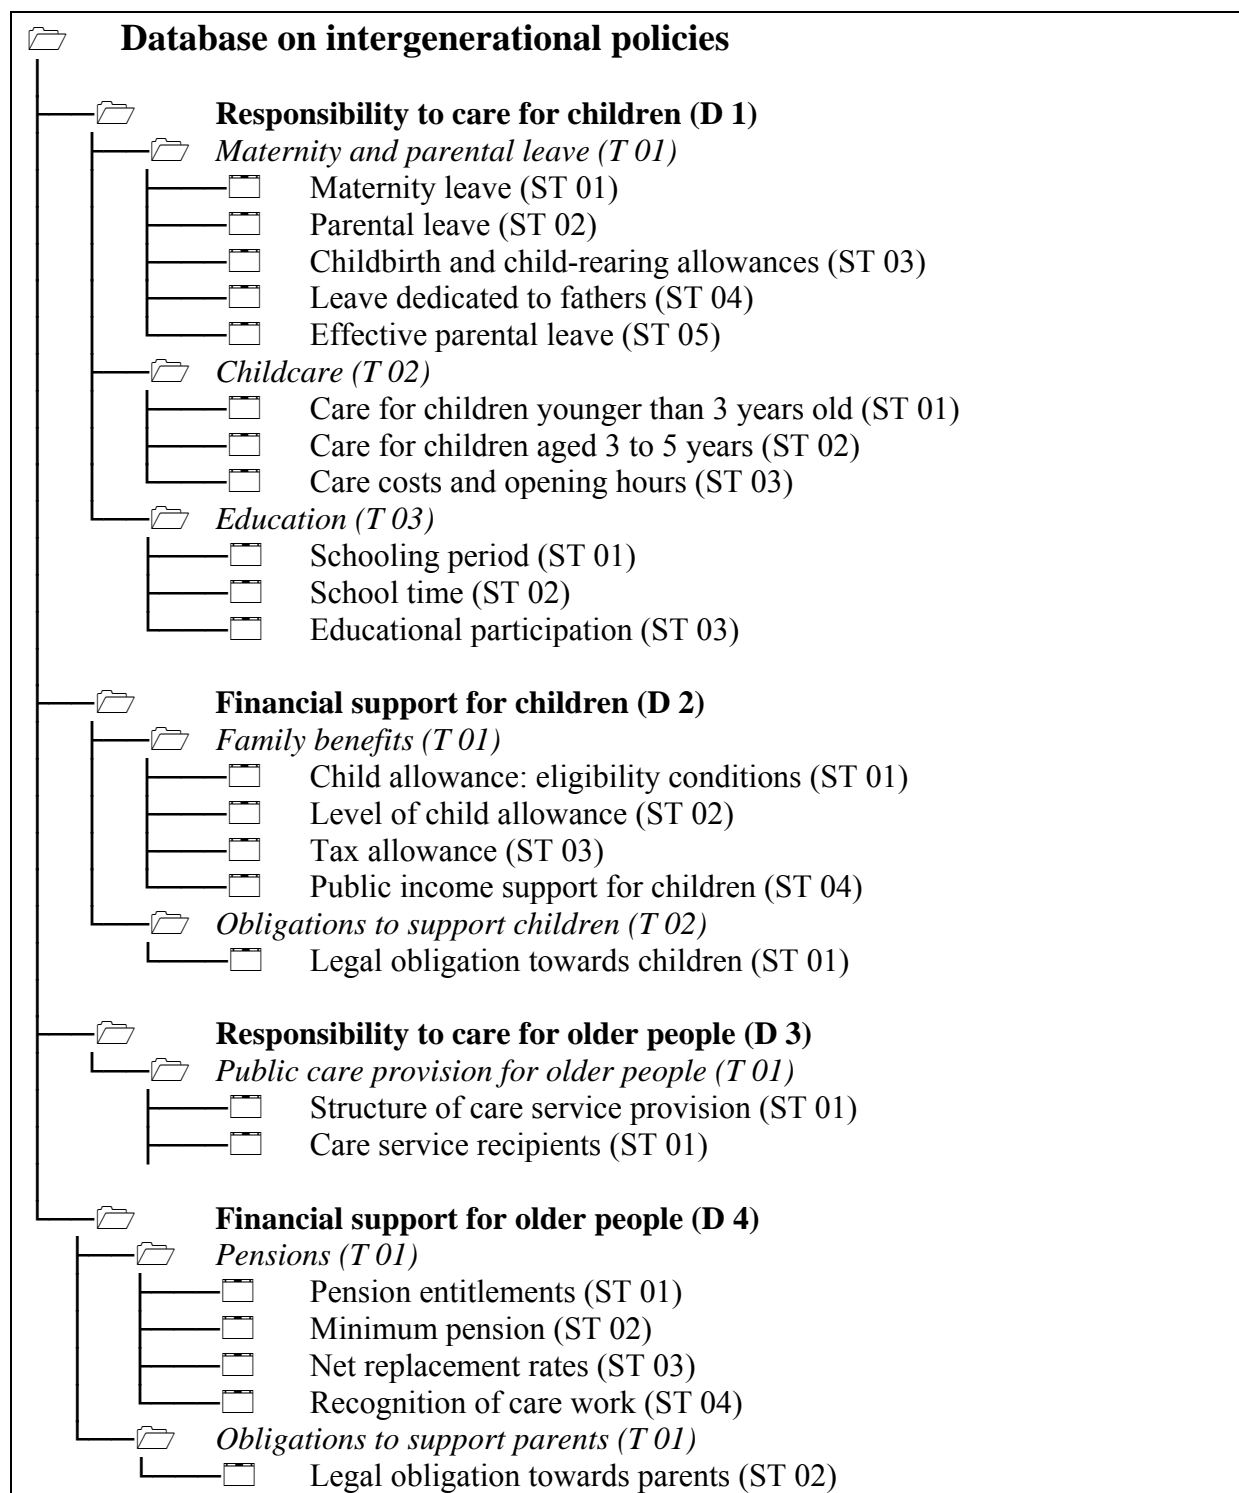 Database on intergenerational policies
Responsibility to care for children (D 1)
Maternity and parental leave (T 01)
Maternity leave (ST 01)
Parental leave (ST 02)
Childbirth and child-rearing allowances (ST 03)
Leave dedicated to fathers (ST 04)
Effective parental leave (ST 05)
Childcare (T 02)
Care for children younger than 3 years old (ST 01)
Care for children aged 3 to 5 years (ST 02)
Care costs and opening hours (ST 03)
Education (T 03)
Schooling period (ST 01)
School time (ST 02)
Educational participation (ST 03)
Financial support for children (D 2)
Family benefits (T 01)
Child allowance: eligibility conditions (ST 01)
Level of child allowance (ST 02)
Tax allowance (ST 03)
Public income support for children (ST 04)
Obligations to support children (T 02)
Legal obligation towards children (ST 01)
Responsibility to care for older people (D 3)
Public care provision for older people (T 01)
Structure of care service provision (ST 01)
Care service recipients (ST 01)
Financial support for older people (D 4)
Pensions (T 01)
Pension entitlements (ST 01)
Minimum pension (ST 02)
Net replacement rates (ST 03)
Recognition of care work (ST 04)
Obligations to support parents (T 01)
Legal obligation towards parents (ST 02)